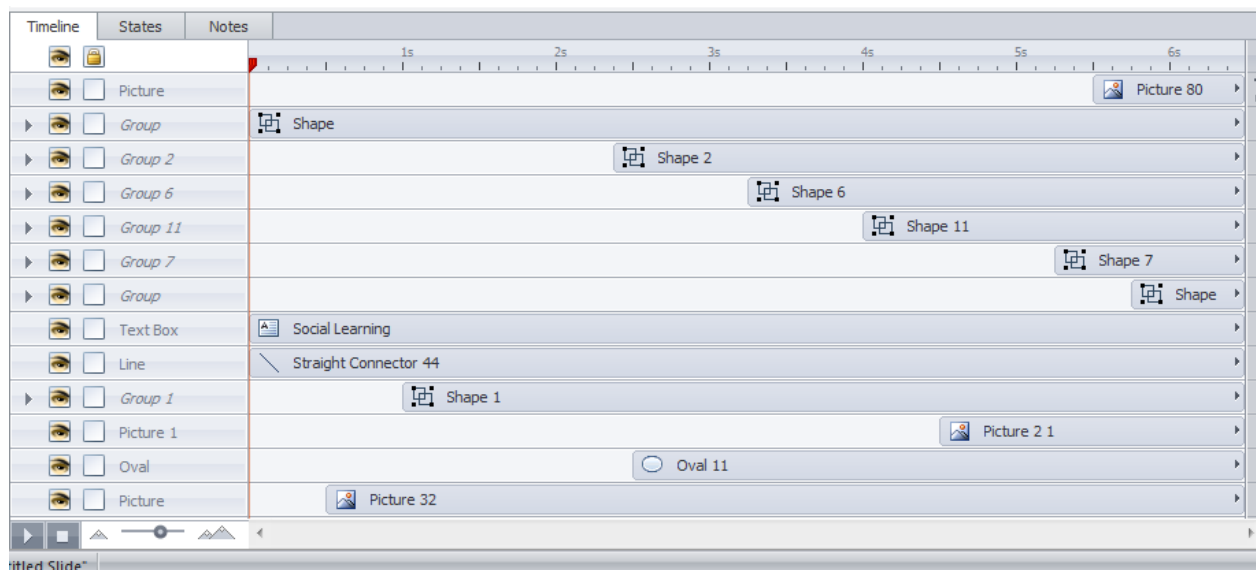 Timeline States Notes
1s 2s 3s 4s 5s 6s
Picture Picture 80
Group Shape
Group 2 Shape 2
Group 6 Shape 6
Group 11 Shape 11
Group 7 Shape 7
Group Shape
Text Box Social Learning
Line Straight Connector 44
Group 1 Shape 1
Picture 1 Picture 2 1
Oval Oval 11
Picture Picture 32
titled Slide"